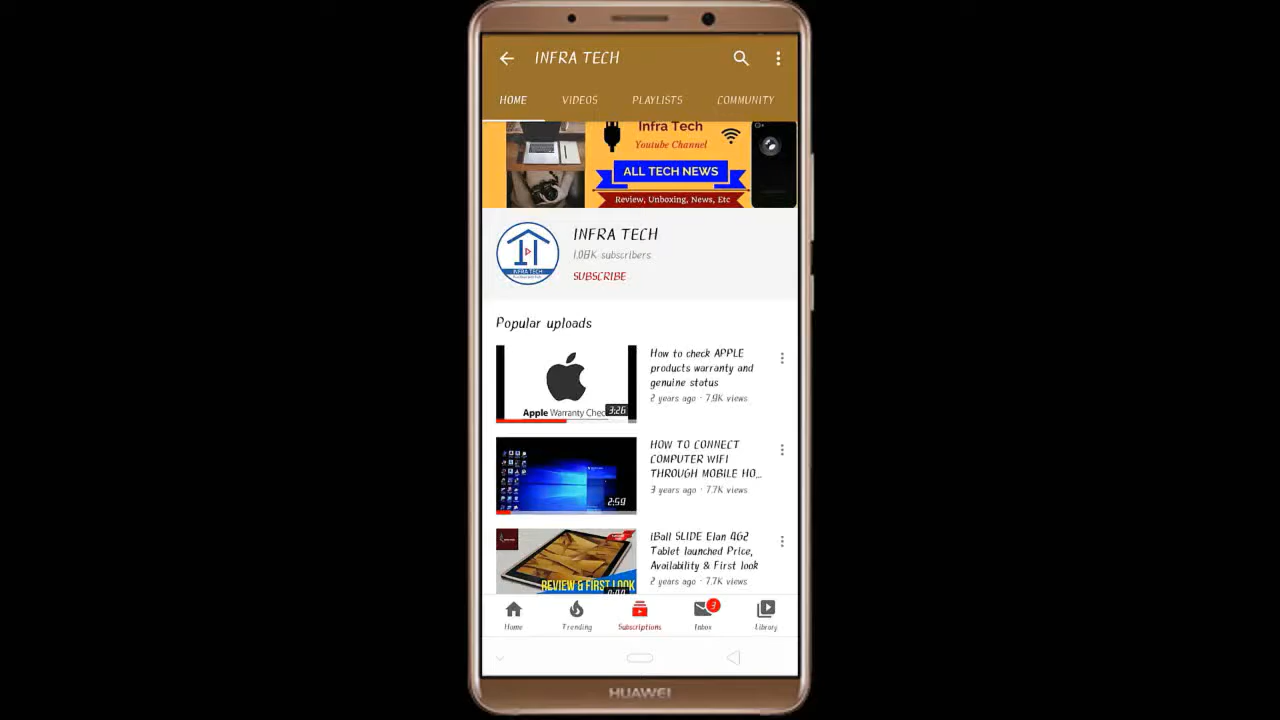 INFRA TECH
HOME VIDEOS PLAYLISTS COMMUNITY
Infra Tech
Youtube Channel
ALL TECH NEWS
Review, Unboxing, News, Etc
INFRA TECH
INFRA TECH
1.08K subscribers
SUBSCRIBE
Popular uploads
Apple Warranty Chec
3:26
How to check APPLE
products warranty and
genuine status
2 years ago · 7.9K views
2:59
HOW TO CONNECT
COMPUTER WIFI
THROUGH MOBILE HO...
3 years ago · 7.7K views
REVIEW & FIRST LOOK
iBall SLIDE Elan 4G2
Tablet launched Price,
Availability & First look
2 years ago · 7.7K views
3
Home Trending Subscriptions Inbox Library
HUAWEI